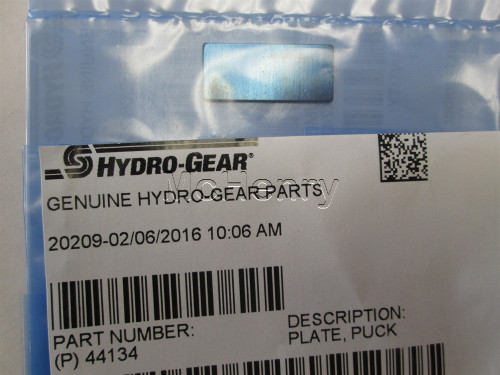 HYDRO-GEAR®
GENUINE HYDRO-GEAR PARTS
McHenry
20209-02/06/2016 10:06 AM
PART NUMBER:
(P) 44134
DESCRIPTION:
PLATE, PUCK